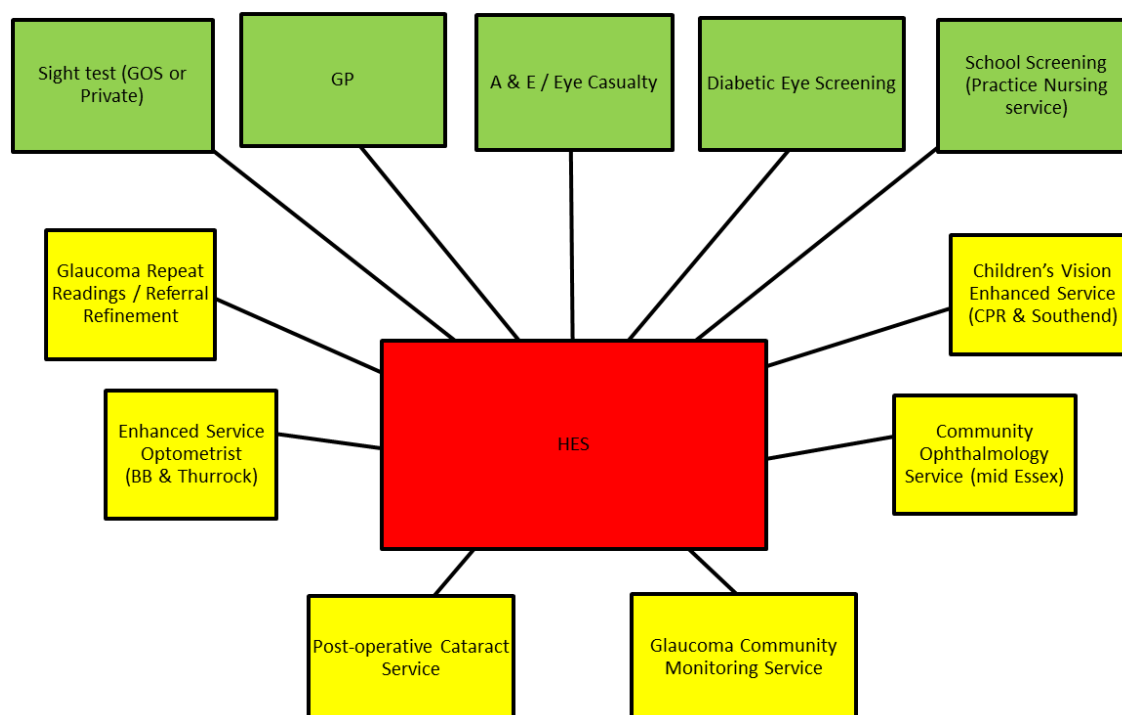 Sight test (GOS or
Private)
GP
A & E / Eye Casualty
Diabetic Eye Screening
School Screening
(Practice Nursing
service)
Glaucoma Repeat
Readings / Referral
Refinement
Children’s Vision
Enhanced Service
(CPR & Southend)
Enhanced Service
Optometrist
(BB & Thurrock)
HES
Community
Ophthalmology
Service (mid Essex)
Post-operative Cataract
Service
Glaucoma Community
Monitoring Service